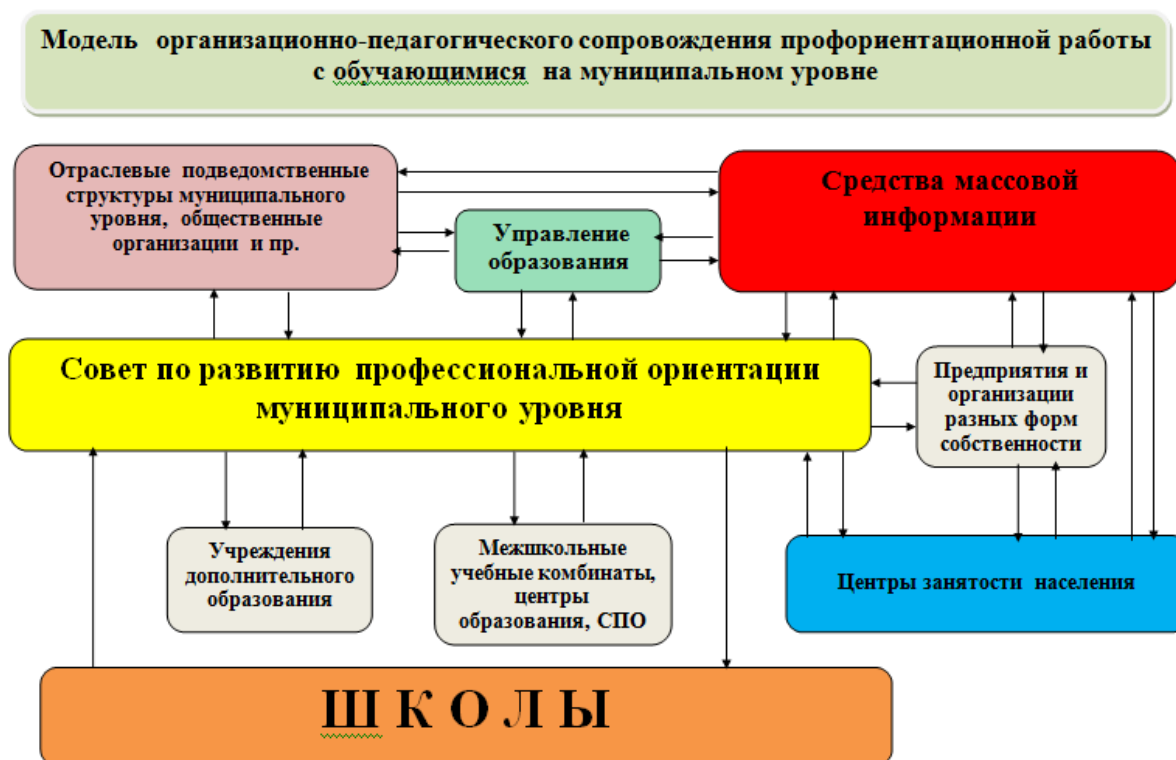 Модель организационно-педагогического сопровождения профориентационной работы
с обучающимися на муниципальном уровне
Отраслевые подведомственные
структуры муниципального
уровня, общественные
организации и пр.
Управление
образования
Средства массовой
информации
Совет по развитию профессиональной ориентации
муниципального уровня
Предприятия и
организации
разных форм
собственности
Учреждения
дополнительного
образования
Межшкольные
учебные комбинаты,
центры
образования, СПО
Центры занятости населения
Ш К О Л Ы